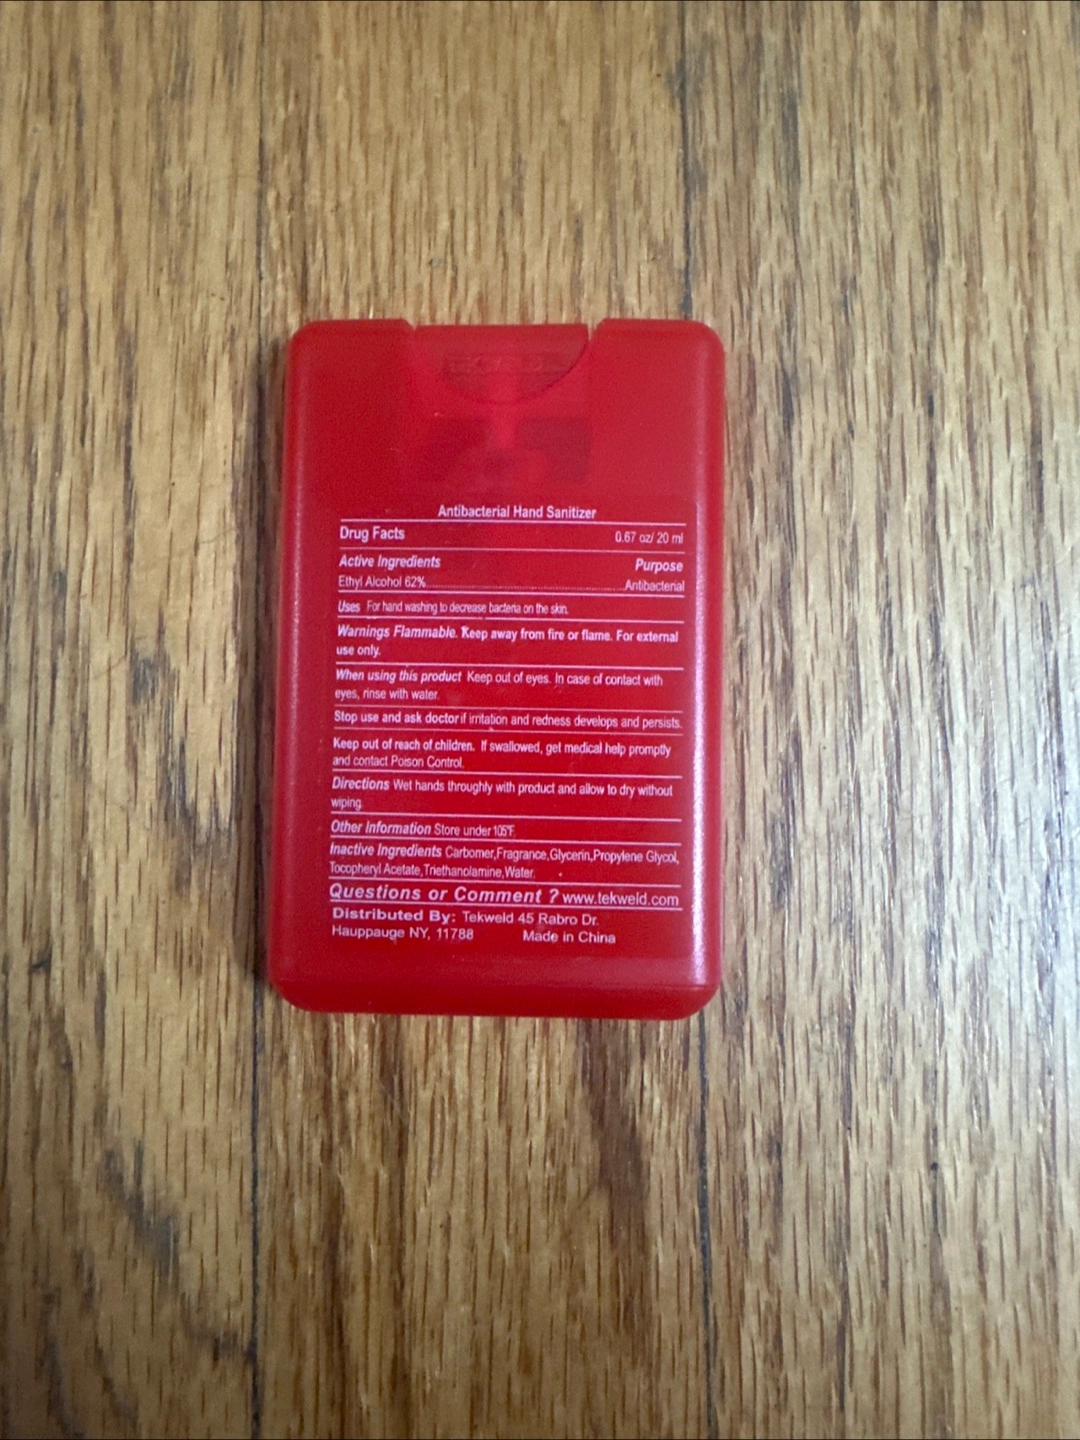 Antibacterial Hand Sanitizer
Drug Facts 0.67 oz/ 20 ml
Active Ingredients Purpose
Ethyl Alcohol 62%........................................Antibacterial
Uses For hand washing to decrease bacteria on the skin.
Warnings Flammable. Keep away from fire or flame. For external
use only.
When using this product Keep out of eyes. In case of contact with
eyes, rinse with water.
Stop use and ask doctor if irritation and redness develops and persists.
Keep out of reach of children. If swallowed, get medical help promptly
and contact Poison Control.
Directions Wet hands throughly with product and allow to dry without
wiping.
Other Information Store under 105°F.
Inactive Ingredients Carbomer,Fragrance,Glycerin,Propylene Glycol,
Tocopheryl Acetate,Triethanolamine,Water.
Questions or Comment ? www.tekweld.com
Distributed By: Tekweld 45 Rabro Dr.
Hauppauge NY, 11788 Made in China